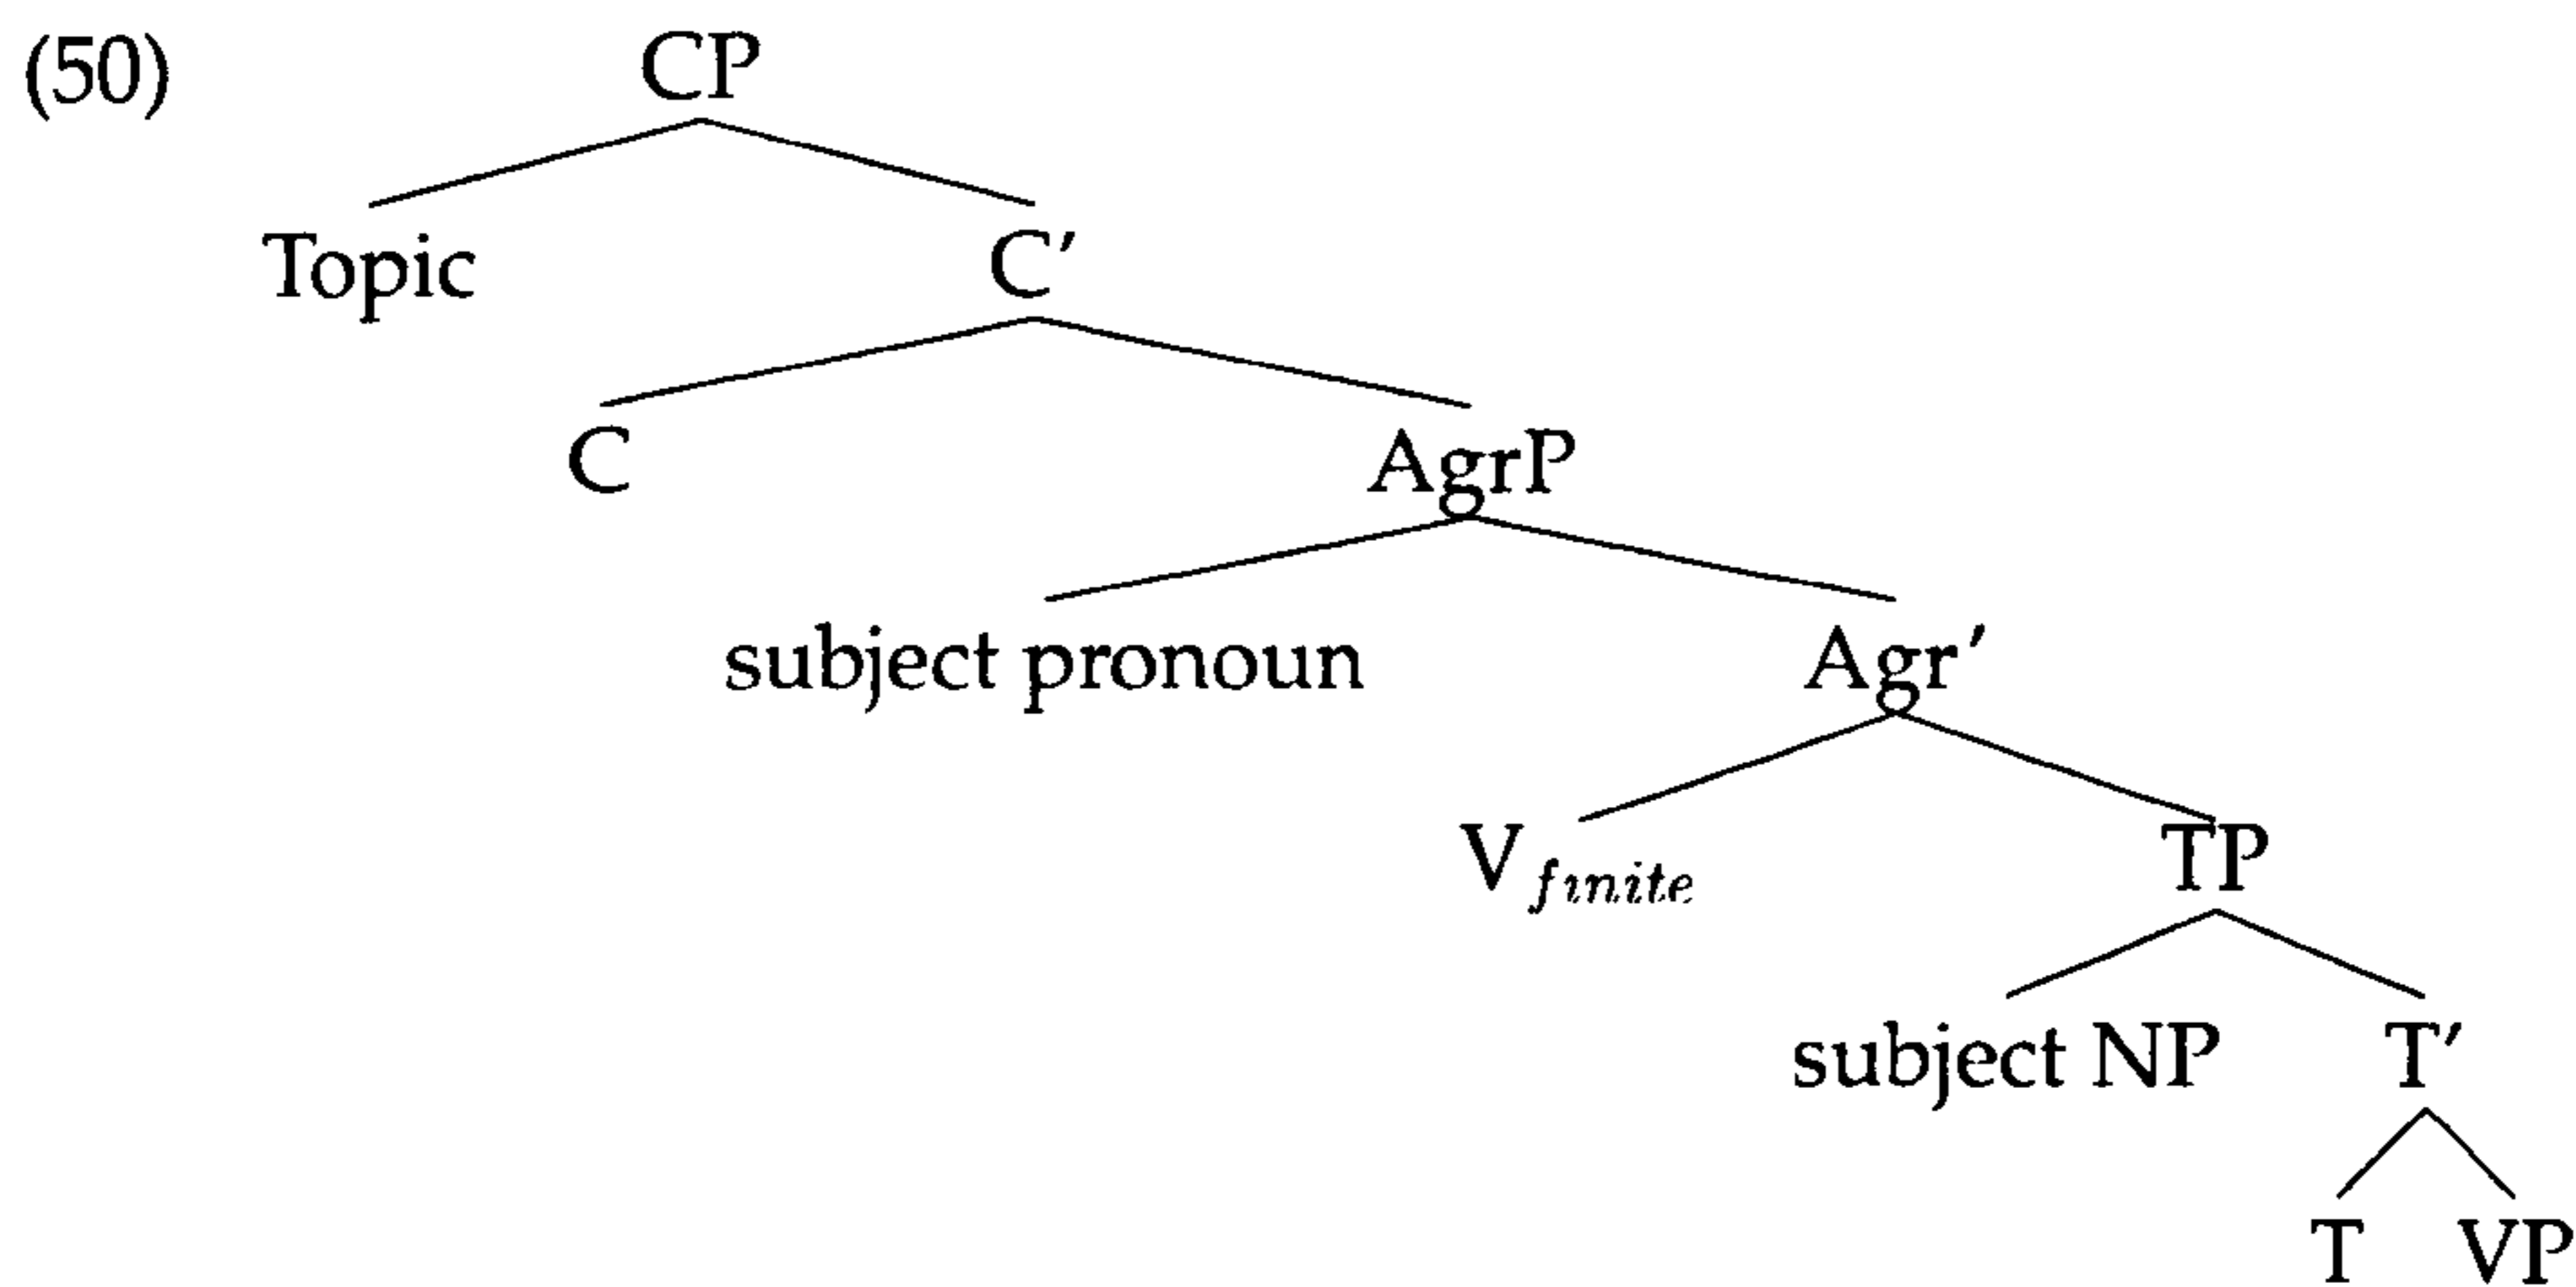 (50) CP
Topic C′
C AgrP
subject pronoun Agr′
V finite TP
subject NP T′
T VP